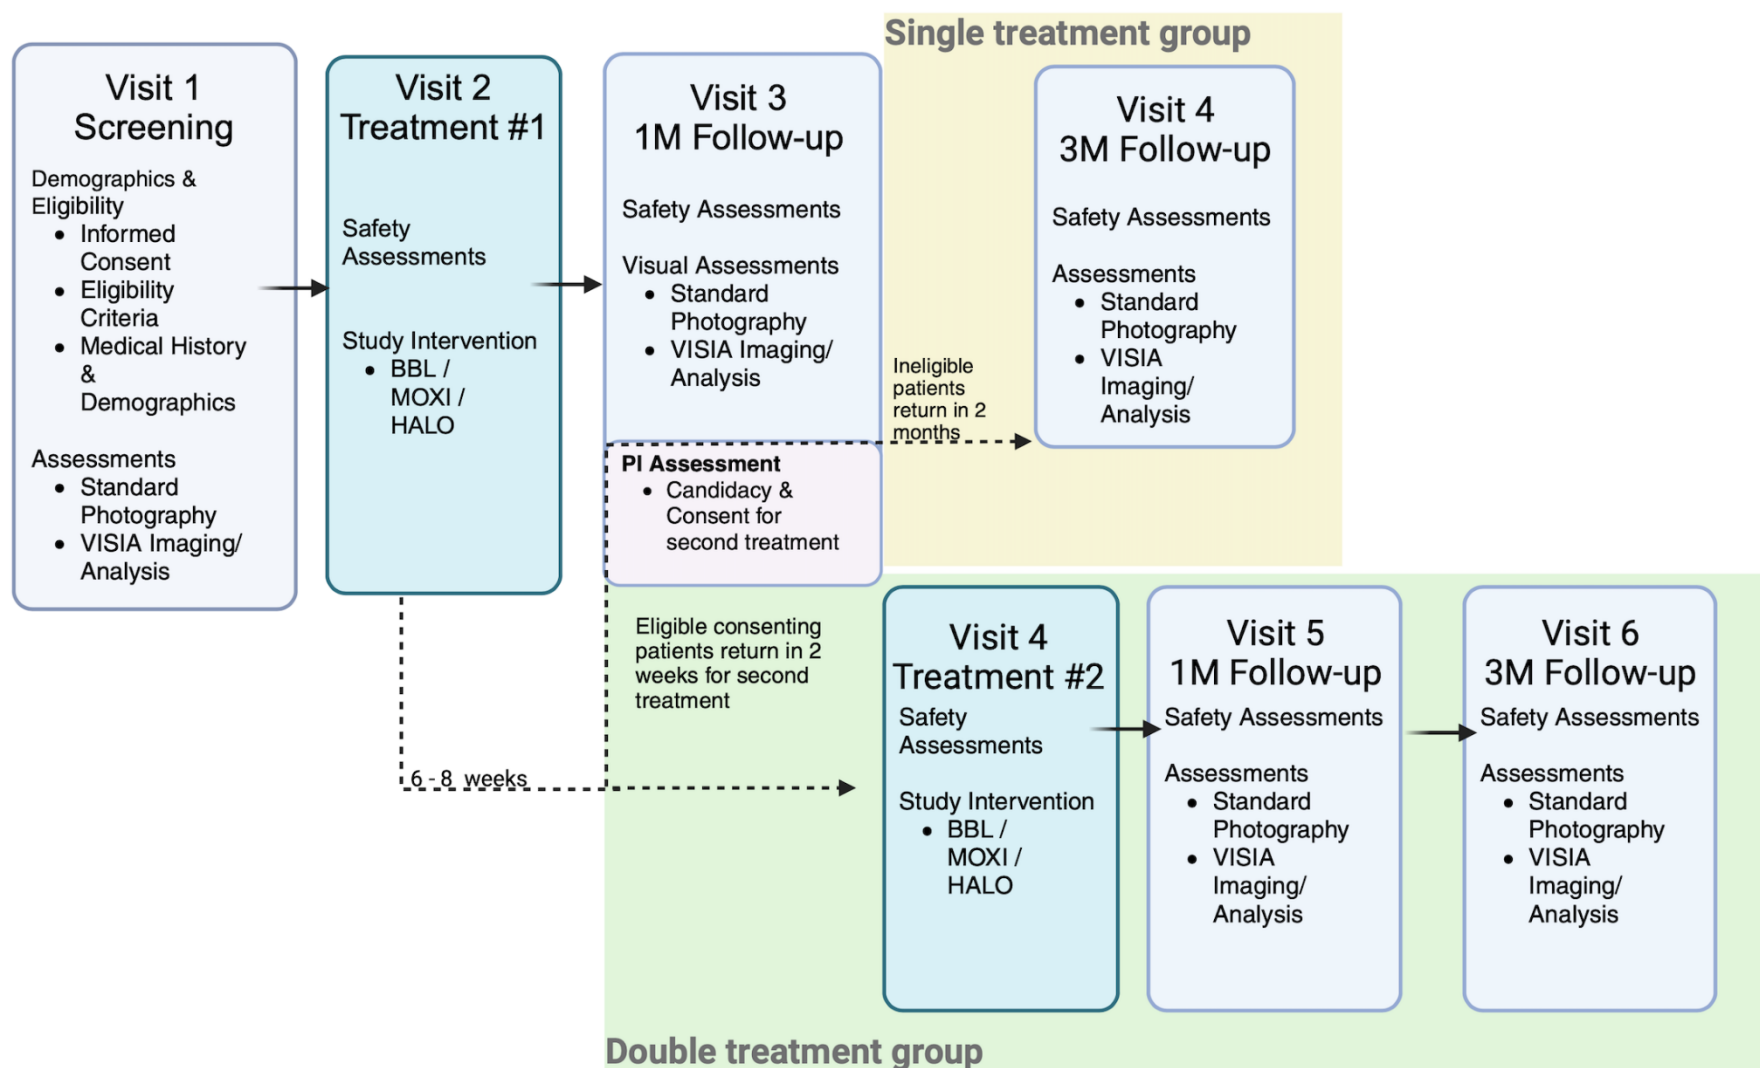 Visit 1
Screening
Demographics &
Eligibility
• Informed
Consent
• Eligibility
Criteria
• Medical History
&
Demographics
Assessments
• Standard
Photography
• VISIA Imaging/
Analysis
Visit 2
Treatment #1
Safety
Assessments
Study Intervention
• BBL /
MOXI /
HALO
6 - 8 weeks
Visit 3
1M Follow-up
Safety Assessments
Visual Assessments
• Standard
Photography
• VISIA Imaging/
Analysis
PI Assessment
• Candidacy &
Consent for
second treatment
Single treatment group
Ineligible
patients
return in 2
months
Visit 4
3M Follow-up
Safety Assessments
Assessments
• Standard
Photography
• VISIA
Imaging/
Analysis
Eligible consenting
patients return in 2
weeks for second
treatment
Visit 4
Treatment #2
Safety
Assessments
Study Intervention
• BBL /
MOXI /
HALO
Visit 5
1M Follow-up
Safety Assessments
Assessments
• Standard
Photography
• VISIA
Imaging/
Analysis
Visit 6
3M Follow-up
Safety Assessments
Assessments
• Standard
Photography
• VISIA
Imaging/
Analysis
Double treatment group